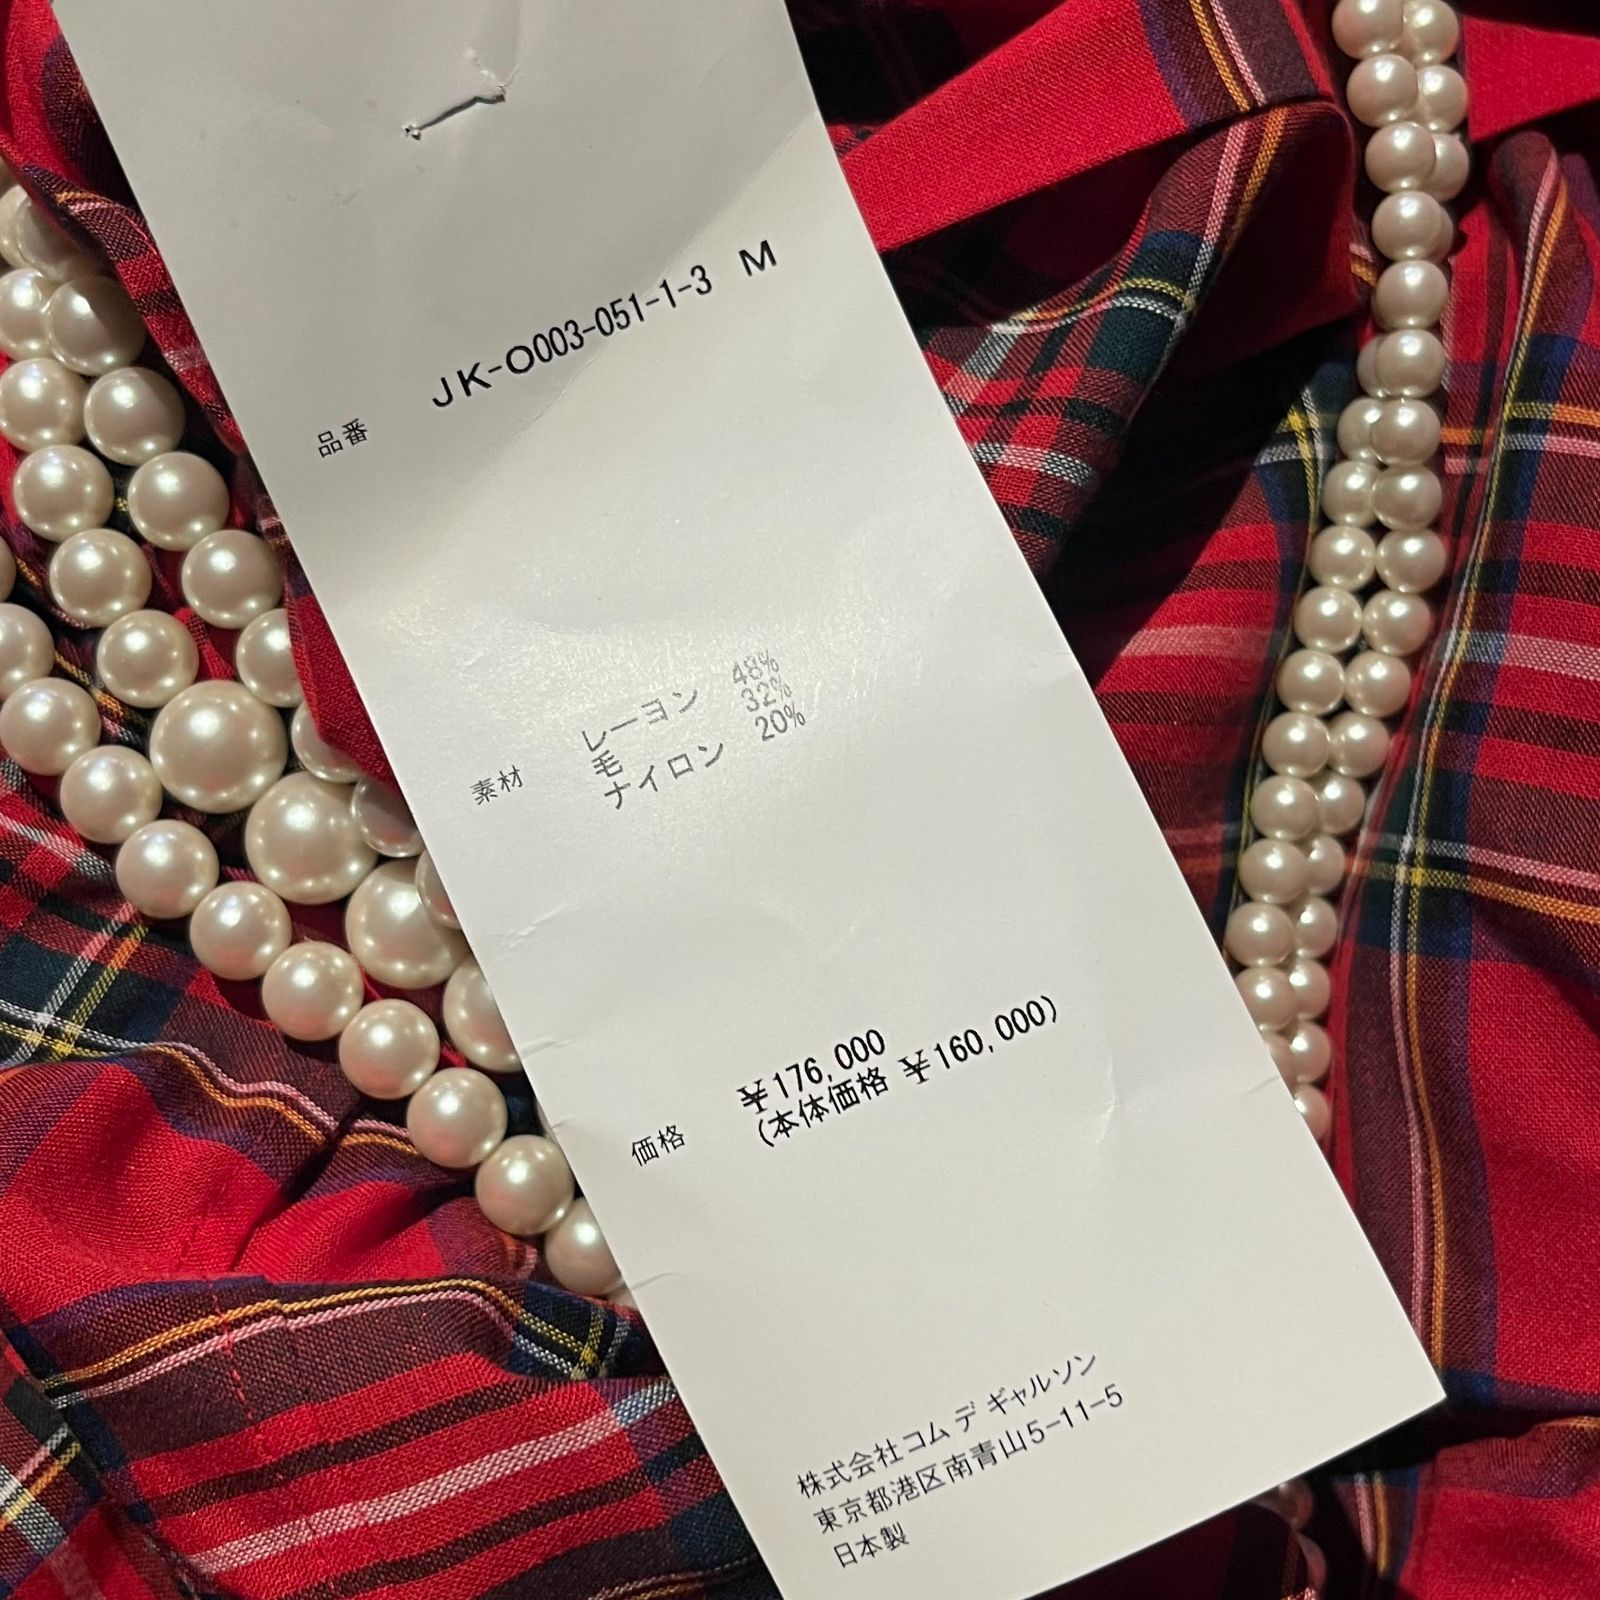 品番 JK-O003-051-1-3 M
素材 レーヨン 48%
毛 32%
ナイロン 20%
価格 ¥176,000
(本体価格 ¥160,000)
株式会社コム デ ギャルソン
東京都港区南青山5-11-5
日本製